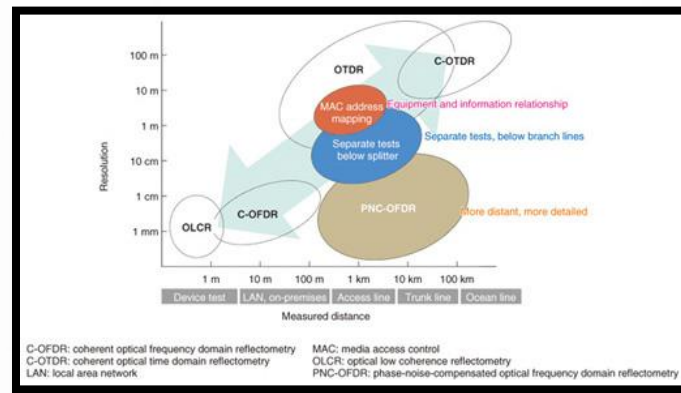 100 m
10 m
1 m
10 cm
1 cm
1 mm
Resolution
OTDR
C-OTDR
MAC address
mapping
Equipment and information relationship
Separate tests
below splitter
Separate tests, below branch lines
C-OFDR
OLCR
PNC-OFDR
More distant, more detailed
1 m 10 m 100 m 1 km 10 km 100 km
Device test LAN, on-premises Access line Trunk line Ocean line
Measured distance
C-OFDR: coherent optical frequency domain reflectometry
C-OTDR: coherent optical time domain reflectometry
LAN: local area network
MAC: media access control
OLCR: optical low coherence reflectometry
PNC-OFDR: phase-noise-compensated optical frequency domain reflectometry